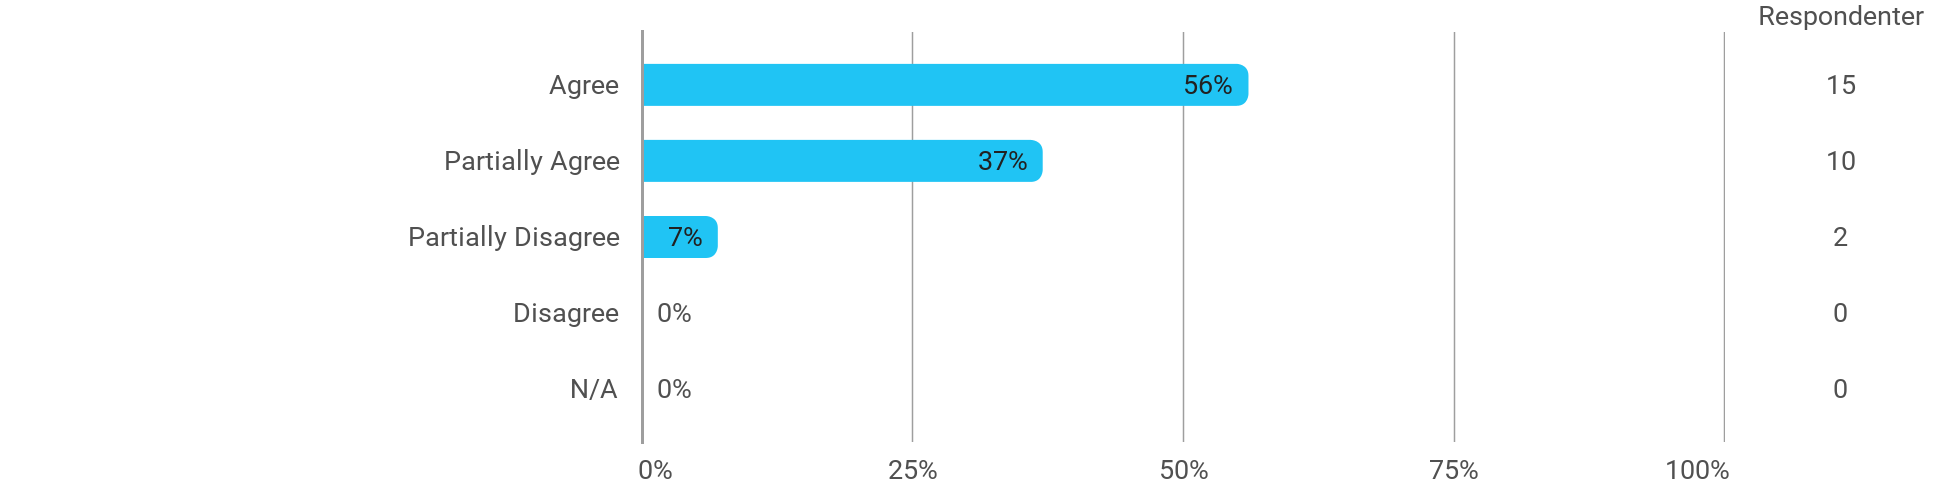 Respondenter
Agree 56% 15
Partially Agree 37% 10
Partially Disagree 7% 2
Disagree 0% 0
N/A 0% 0
0% 25% 50% 75% 100%